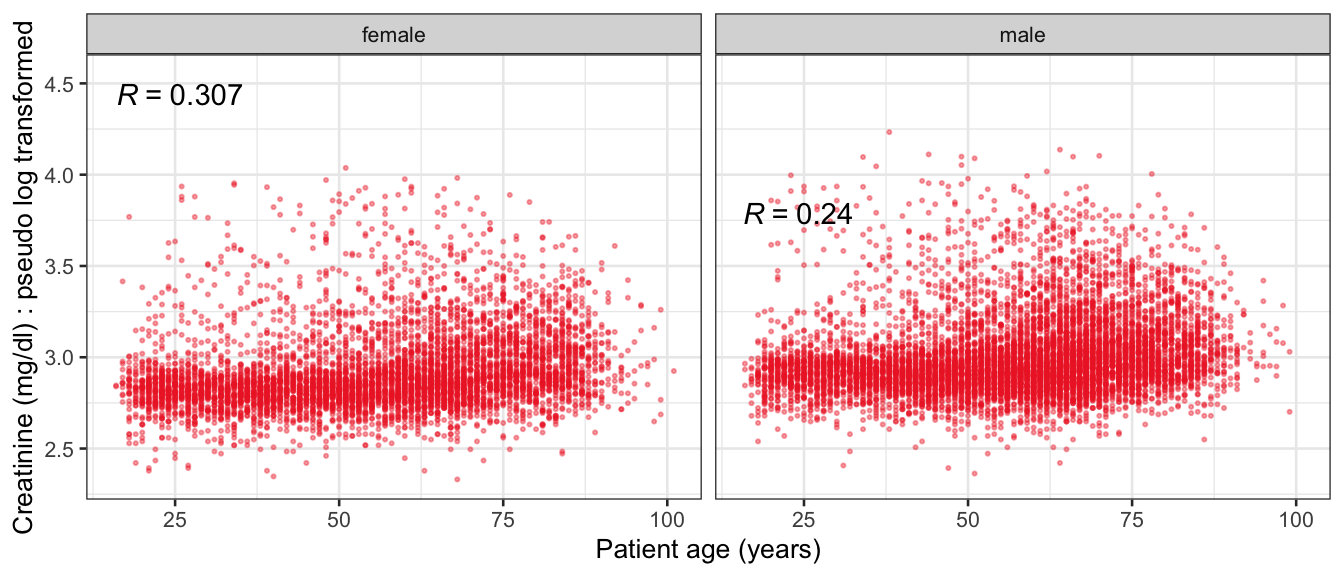 female
male
Creatinine (mg/dl) : pseudo log transformed
4.5
4.0
3.5
3.0
2.5
R = 0.307
R = 0.24
25
50
75
100
25
50
75
100
Patient age (years)